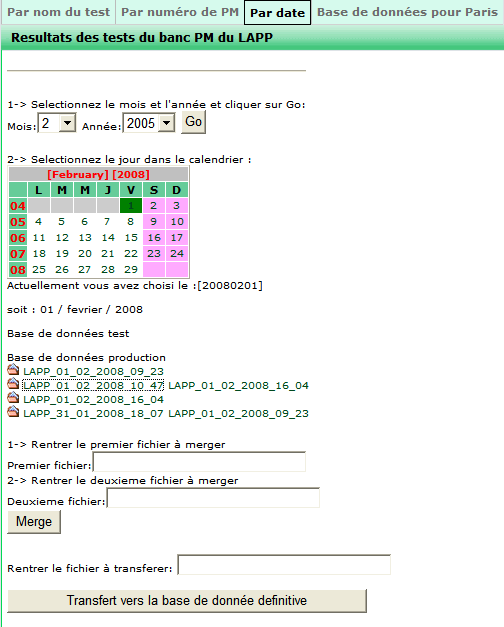 Par nom du test Par numéro de PM Par date Base de données pour Paris
Resultats des tests du banc PM du LAPP
1-> Selectionnez le mois et l'année et cliquer sur Go:
Mois: 2 Année: 2005 Go
2-> Selectionnez le jour dans le calendrier :
[February] [2008]
L M M J V S D
04 1 2 3
05 4 5 6 7 8 9 10
06 11 12 13 14 15 16 17
07 18 19 20 21 22 23 24
08 25 26 27 28 29
Actuellement vous avez choisi le :[20080201]
soit : 01 / fevrier / 2008
Base de données test
Base de données production
LAPP_01_02_2008_09_23
LAPP_01_02_2008_10_47 LAPP_01_02_2008_16_04
LAPP_01_02_2008_16_04
LAPP_31_01_2008_18_07 LAPP_01_02_2008_09_23
1-> Rentrer le premier fichier à merger
Premier fichier:
2-> Rentrer le deuxieme fichier à merger
Deuxieme fichier:
Merge
Rentrer le fichier à transferer:
Transfert vers la base de donnée definitive